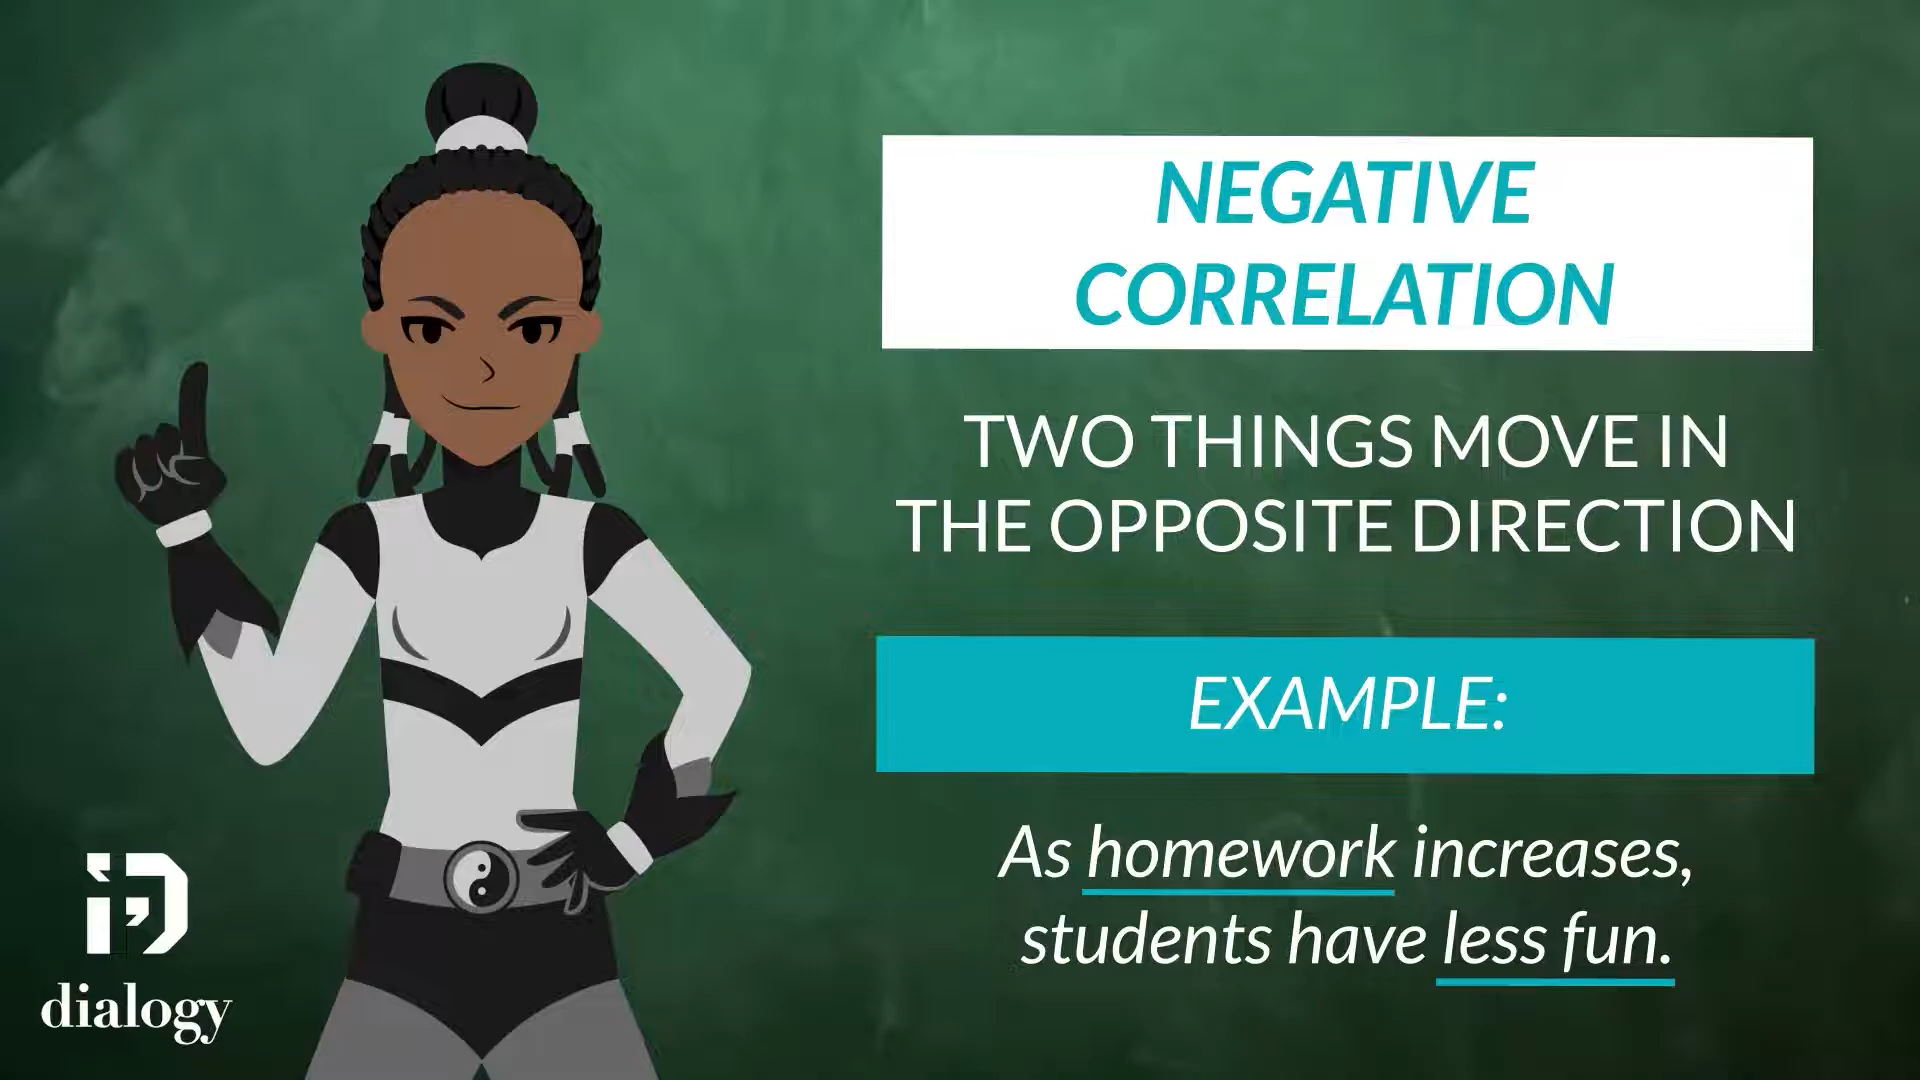 NEGATIVE
CORRELATION
TWO THINGS MOVE IN
THE OPPOSITE DIRECTION
EXAMPLE:
As homework increases,
students have less fun.
dialogy